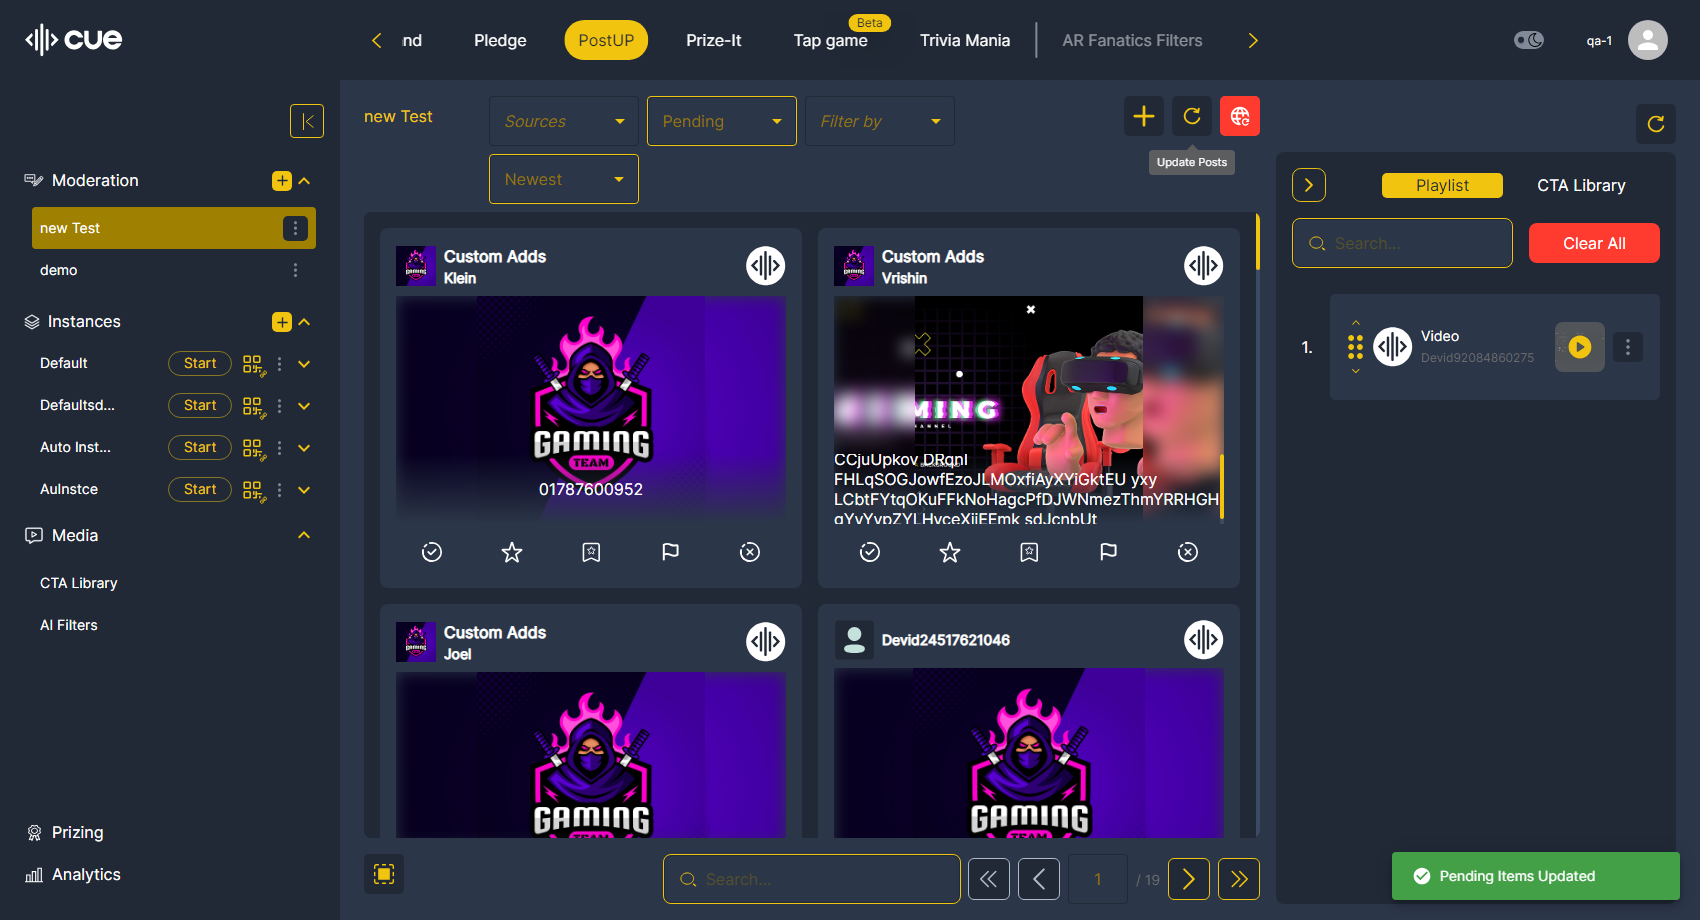 cue
nd
Pledge
PostUP
Prize-It
Beta
Tap game
Trivia Mania
AR Fanatics Filters
qa-1
Moderation
new Test
demo
Instances
Default
Start
Defaultsd...
Start
Auto Inst...
Start
AuInstce
Start
Media
CTA Library
AI Filters
Prizing
Analytics
new Test
Sources
Pending
Filter by
Newest
Update Posts
Custom Adds
Klein
GAMING
TEAM
01787600952
Custom Adds
Vrishin
MING
CCjuUpkov DRqnl
FHLqSOGJowfEzoJLMOxfiAyXYiGktEU yxy
LCbtFYtqOKuFFkNoHagcPfDJWNmezThmYRRHGH
Custom Adds
Joel
GAMING
TEAM
Devid24517621046
GAMING
TEAM
Search...
1
/ 19
Playlist
CTA Library
Search...
Clear All
1.
Video
Devid92084860275
Pending Items Updated